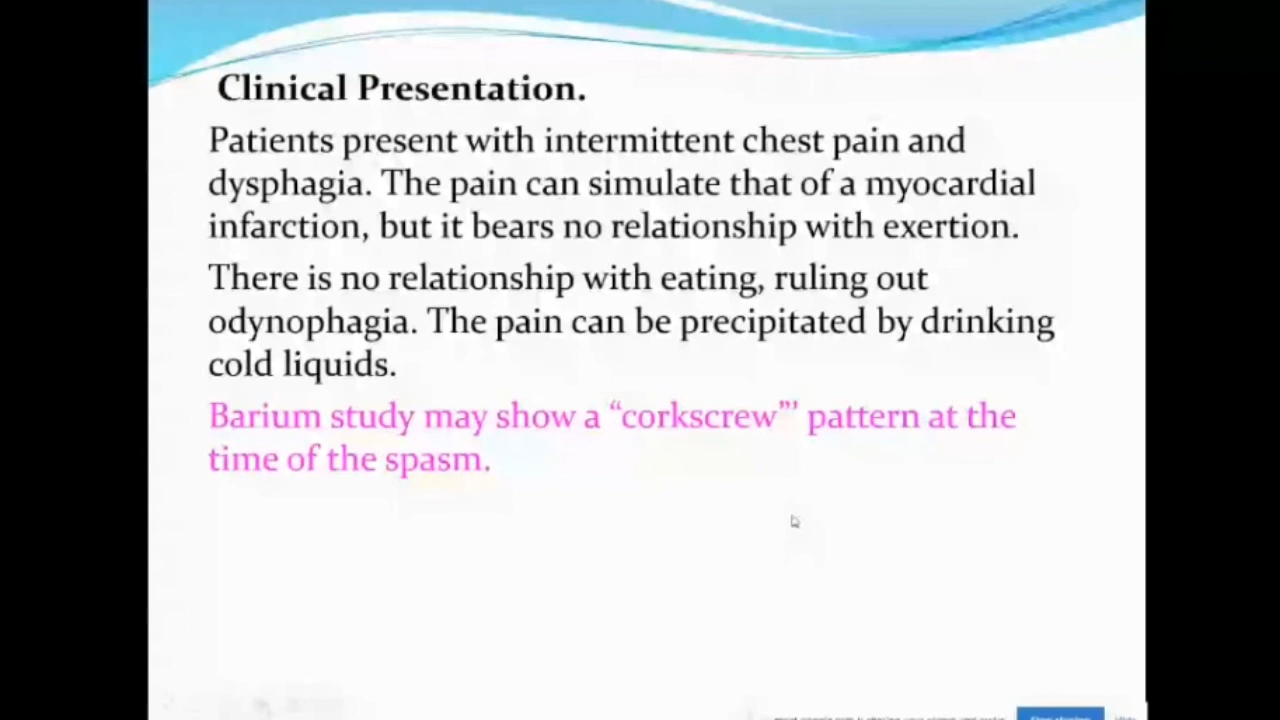 Clinical Presentation.
Patients present with intermittent chest pain and
dysphagia. The pain can simulate that of a myocardial
infarction, but it bears no relationship with exertion.
There is no relationship with eating, ruling out
odynophagia. The pain can be precipitated by drinking
cold liquids.
Barium study may show a “corkscrew”’ pattern at the
time of the spasm.